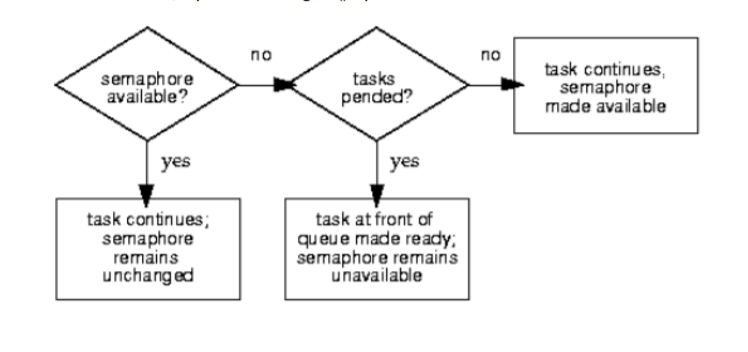 semaphore
available?
no
tasks
pended?
no
task continues,
semaphore
made available
yes
yes
task continues;
semaphore
remains
unchanged
task at front of
queue made ready;
semaphore remains
unavailable